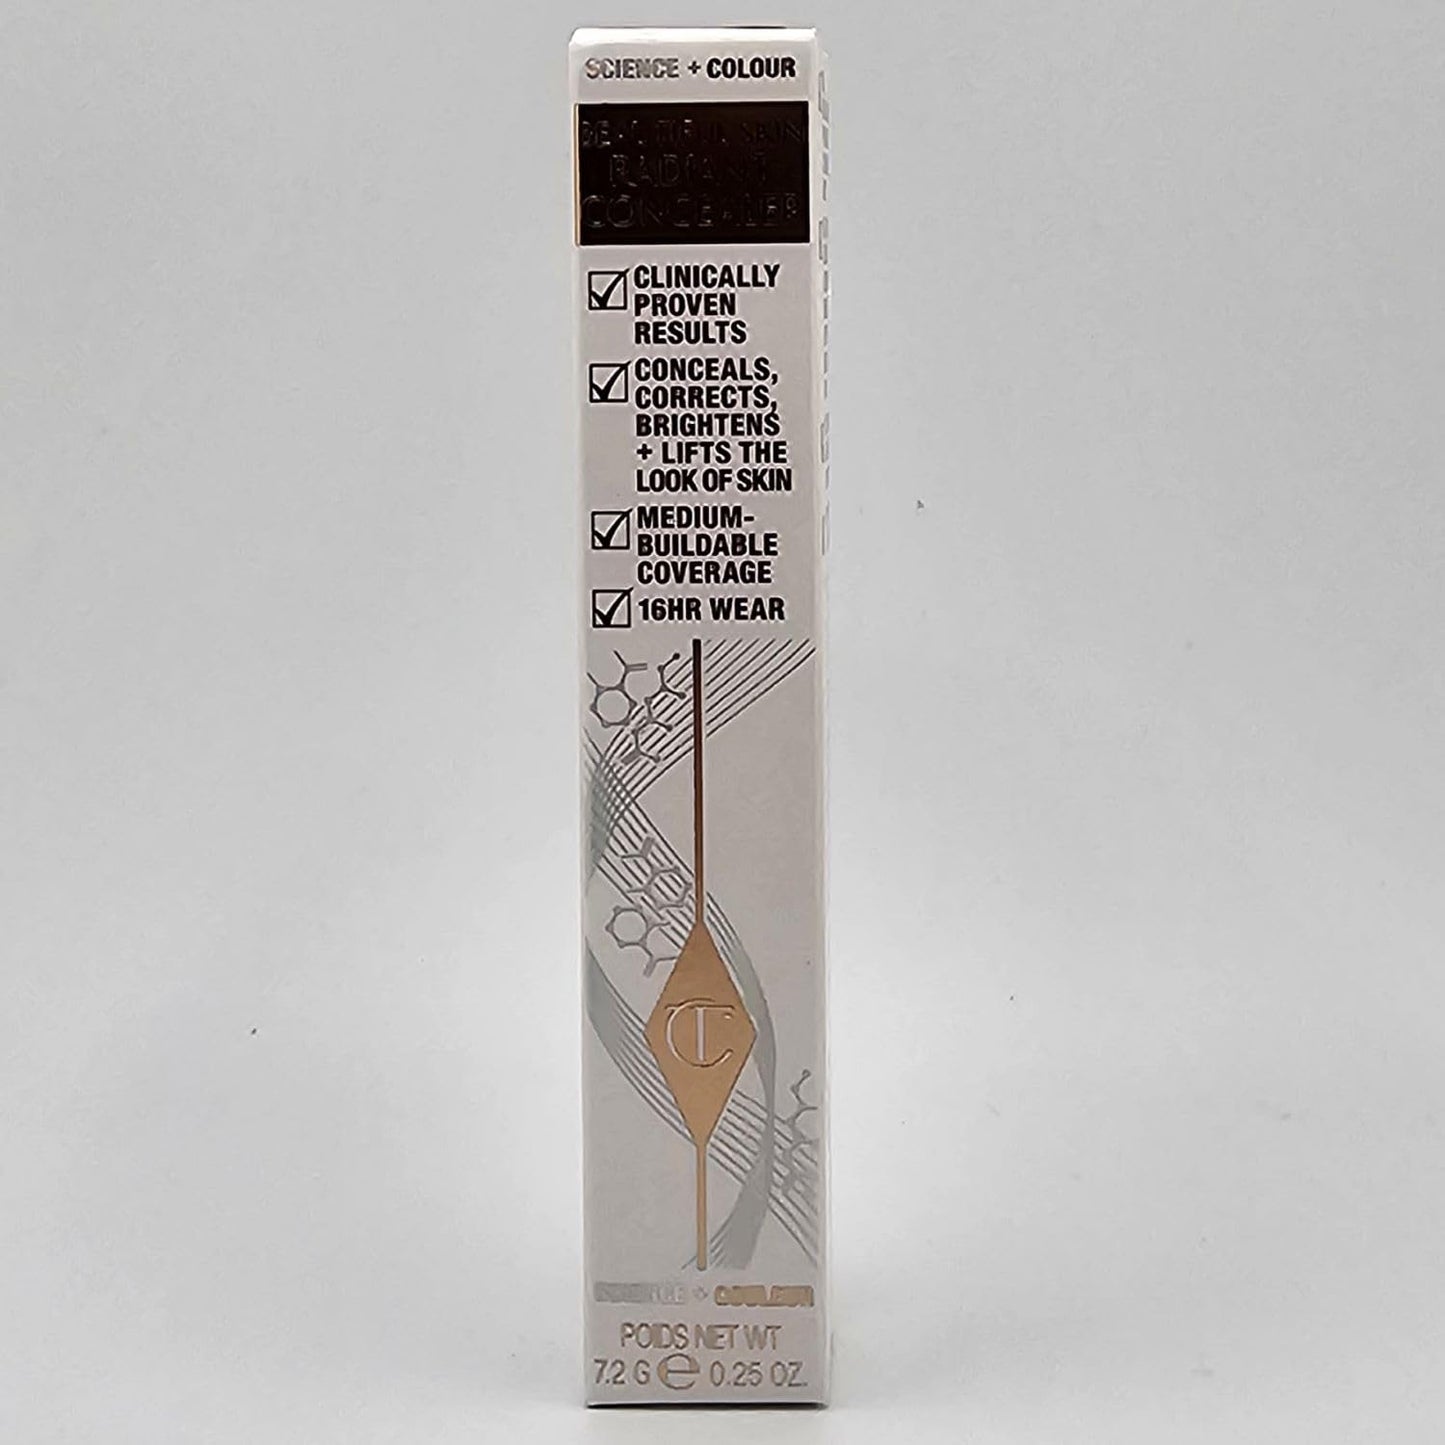 SCIENCE + COLOUR
BEAUTIFUL SKIN
RADIANT
CONCEALER
CLINICALLY
PROVEN
RESULTS
CONCEALS,
CORRECTS,
BRIGHTENS
+ LIFTS THE
LOOK OF SKIN
MEDIUM-
BUILDABLE
COVERAGE
16HR WEAR
CT
SCIENCE + COULEUR
POIDS NET WT
7.2 G e 0.25 OZ.